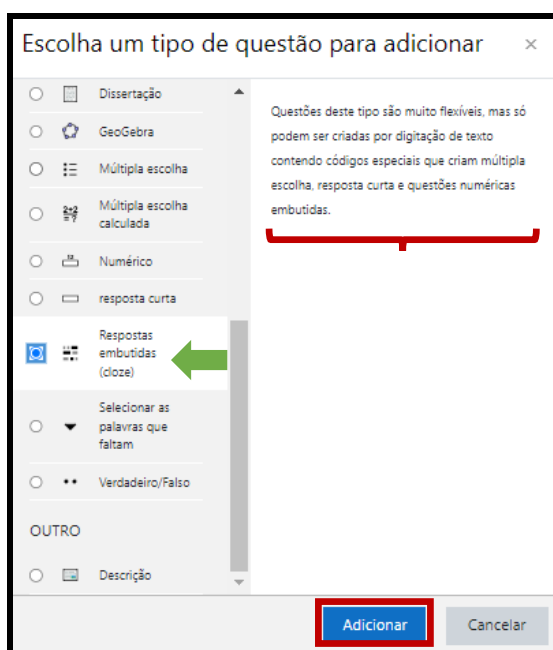 Escolha um tipo de questão para adicionar
Dissertação
GeoGebra
Múltipla escolha
Múltipla escolha
calculada
Numérico
resposta curta
Respostas
embutidas
(cloze)
Selecionar as
palavras que
faltam
Verdadeiro/Falso
OUTRO
Descrição
Questões deste tipo são muito flexíveis, mas só
podem ser criadas por digitação de texto
contendo códigos especiais que criam múltipla
escolha, resposta curta e questões numéricas
embutidas.
Adicionar
Cancelar